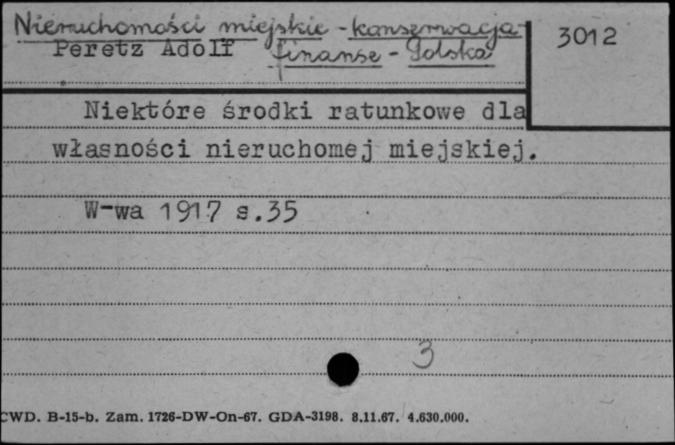 Nieruchomości miejskie - konserwacja
Peretz Adolf finanse - Polska
3012
Niektóre środki ratunkowe dla
własności nieruchomej miejskiej.
W-wa 1917 s.35
3
CWD. B-15-b. Zam. 1726-DW-On-67. GDA-3198. 8.11.67. 4.630.000.